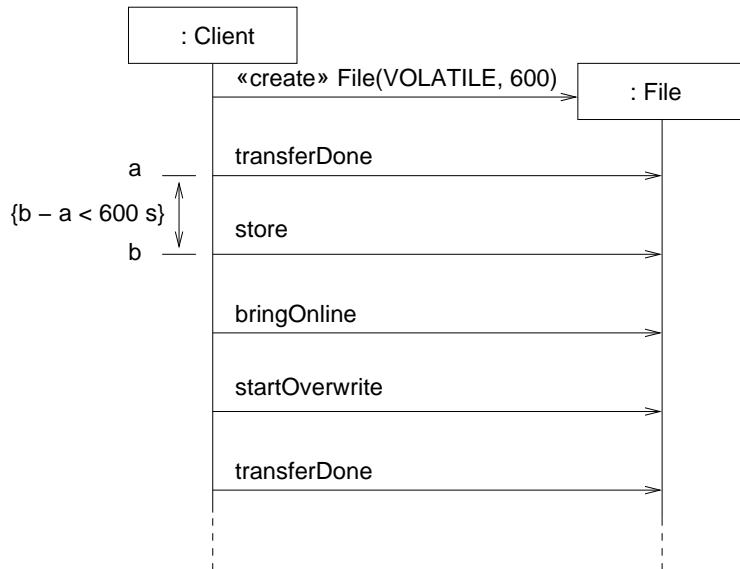 : Client
«create» File(VOLATILE, 600)
: File
transferDone
a
{b – a < 600 s}
store
b
bringOnline
startOverwrite
transferDone